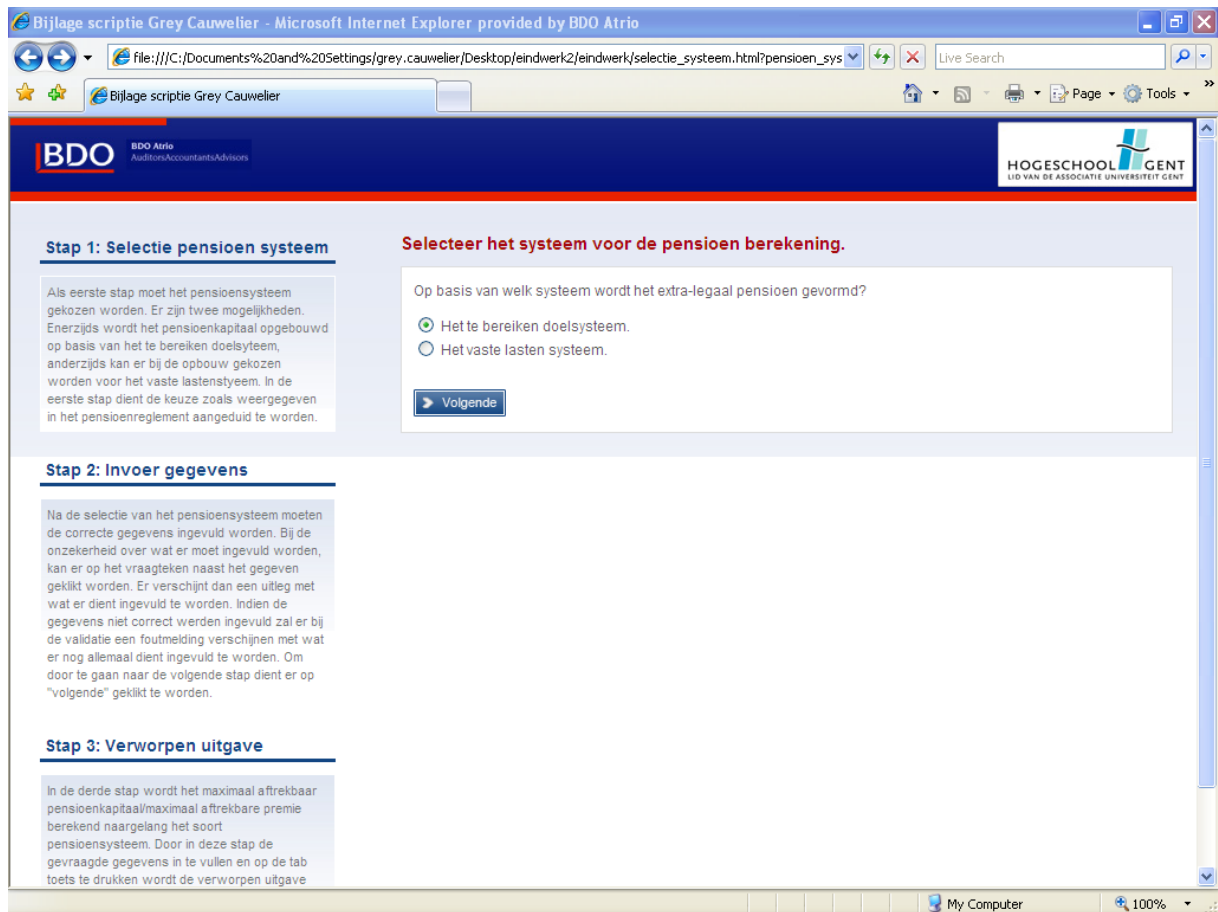 Bijlage scriptie Grey Cauwelier - Microsoft Internet Explorer provided by BDO Atrio
file:///C:/Documents%20and%20Settings/grey.cauwelier/Desktop/eindwerk2/eindwerk/selectie_systeem.html?pensioen_sys
Live Search
Bijlage scriptie Grey Cauwelier
Page
Tools
BDO
BDO Atrio
AuditorsAccountantsAdvisors
HOGESCHOOL GENT
LID VAN DE ASSOCIATIE UNIVERSITEIT GENT
Stap 1: Selectie pensioen systeem
Als eerste stap moet het pensioensysteem
gekozen worden. Er zijn twee mogelijkheden.
Enerzijds wordt het pensioenkapitaal opgebouwd
op basis van het te bereiken doelsyteem,
anderzijds kan er bij de opbouw gekozen
worden voor het vaste lastenstyeem. In de
eerste stap dient de keuze zoals weergegeven
in het pensioenreglement aangeduid te worden.
Selecteer het systeem voor de pensioen berekening.
Op basis van welk systeem wordt het extra-legaal pensioen gevormd?
Het te bereiken doelsysteem.
Het vaste lasten systeem.
Volgende
Stap 2: Invoer gegevens
Na de selectie van het pensioensysteem moeten
de correcte gegevens ingevuld worden. Bij de
onzekerheid over wat er moet ingevuld worden,
kan er op het vraagteken naast het gegeven
geklikt worden. Er verschijnt dan een uitleg met
wat er dient ingevuld te worden. Indien de
gegevens niet correct werden ingevuld zal er bij
de validatie een foutmelding verschijnen met wat
er nog allemaal dient ingevuld te worden. Om
door te gaan naar de volgende stap dient er op
"volgende" geklikt te worden.
Stap 3: Verworpen uitgave
In de derde stap wordt het maximaal aftrekbaar
pensioenkapitaal/maximaal aftrekbare premie
berekend naargelang het soort
pensioensysteem. Door in deze stap de
gevraagde gegevens in te vullen en op de tab
toets te drukken wordt de verworpen uitgave
My Computer
100%